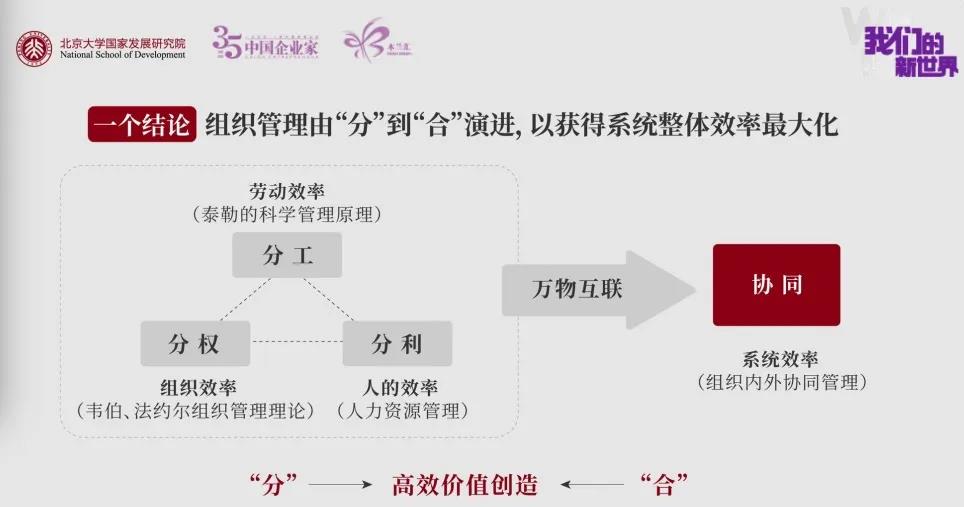 北京大学国家发展研究院
National School of Development
35
中国企业家
木兰汇
我们的
新世界
一个结论 组织管理由“分”到“合”演进, 以获得系统整体效率最大化
劳动效率
（泰勒的科学管理原理）
分工
万物互联
协同
分权
分利
组织效率
（韦伯、法约尔组织管理理论）
人的效率
（人力资源管理）
系统效率
（组织内外协同管理）
“分” 高效价值创造 “合”